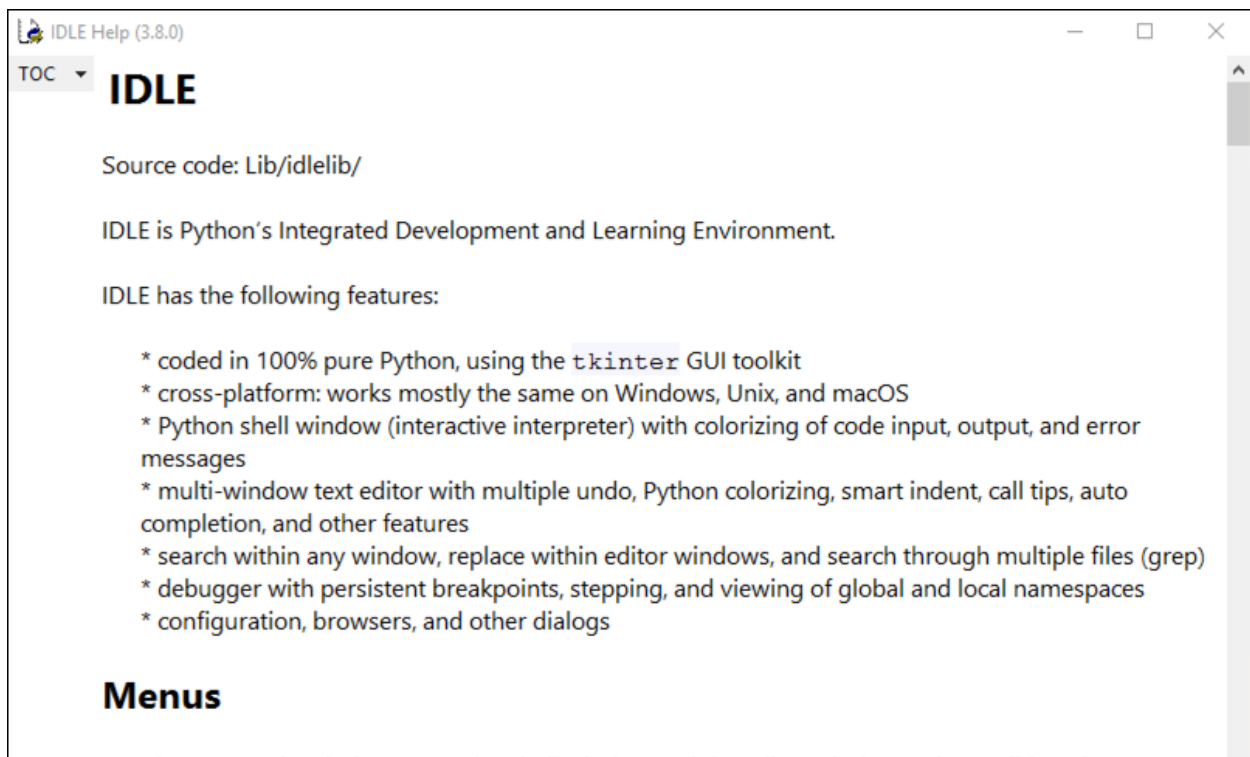 IDLE Help (3.8.0)
TOC
IDLE
Source code: Lib/idlelib/
IDLE is Python’s Integrated Development and Learning Environment.
IDLE has the following features:
* coded in 100% pure Python, using the tkinter GUI toolkit
* cross-platform: works mostly the same on Windows, Unix, and macOS
* Python shell window (interactive interpreter) with colorizing of code input, output, and error
messages
* multi-window text editor with multiple undo, Python colorizing, smart indent, call tips, auto
completion, and other features
* search within any window, replace within editor windows, and search through multiple files (grep)
* debugger with persistent breakpoints, stepping, and viewing of global and local namespaces
* configuration, browsers, and other dialogs
Menus